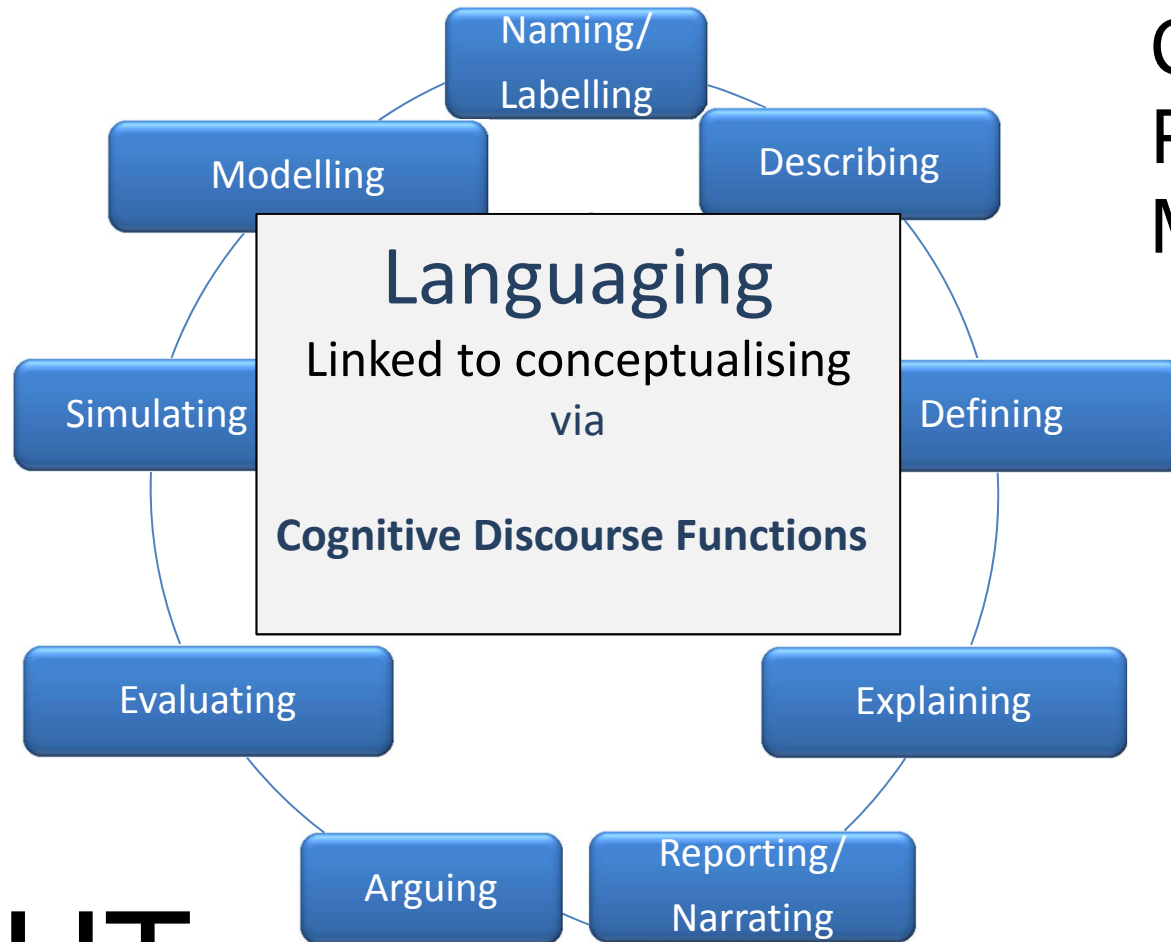 Naming/
Labelling
Modelling
Describing
Languaging
Linked to conceptualising
via
Cognitive Discourse Functions
Simulating
Defining
Evaluating
Explaining
Arguing
Reporting/
Narrating